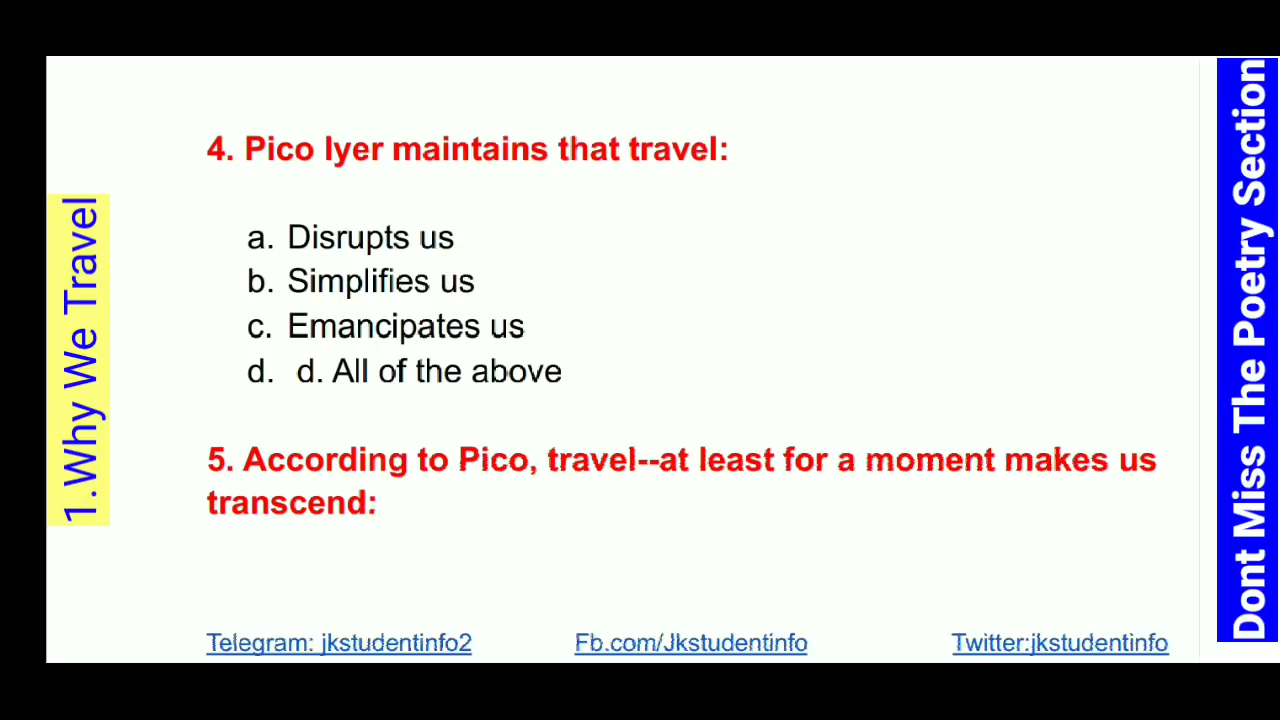 1.Why We Travel
4. Pico Iyer maintains that travel:
a. Disrupts us
b. Simplifies us
c. Emancipates us
d. d. All of the above
5. According to Pico, travel--at least for a moment makes us
transcend:
Telegram: jkstudentinfo2 Fb.com/Jkstudentinfo Twitter:jkstudentinfo
Dont Miss The Poetry Section